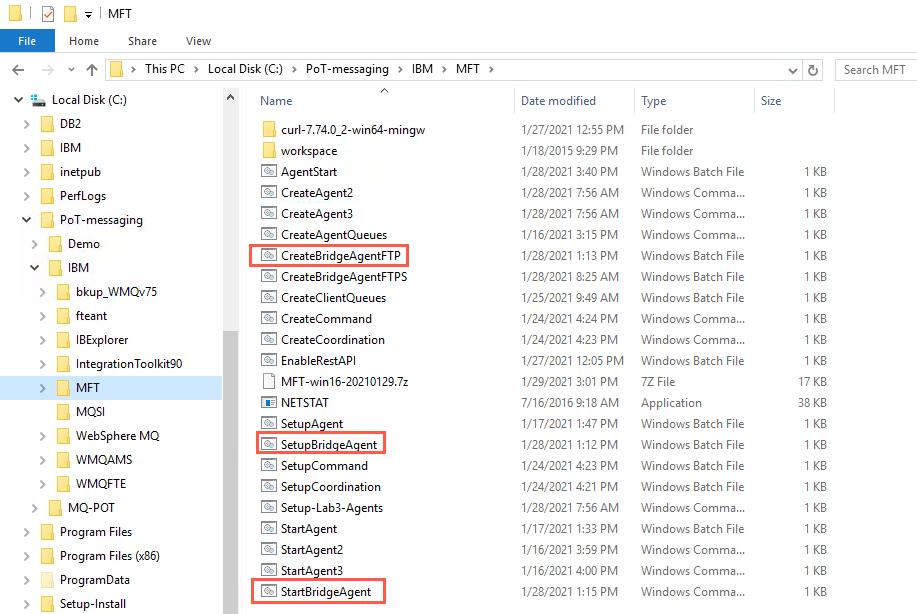 MFT
File Home Share View
This PC Local Disk (C:) PoT-messaging IBM MFT Search MFT
Local Disk (C:)
DB2
IBM
inetpub
PerfLogs
PoT-messaging
Demo
IBM
bkup_WMQv75
fteant
IBExplorer
IntegrationToolkit90
MFT
MQSI
WebSphere MQ
WMQAMS
WMQFTE
MQ-POT
Program Files
Program Files (x86)
ProgramData
Setup-Install
Name Date modified Type Size
curl-7.74.0_2-win64-mingw 1/27/2021 12:55 PM File folder
workspace 1/18/2015 9:29 PM File folder
AgentStart 1/28/2021 3:40 PM Windows Batch File 1 KB
CreateAgent2 1/28/2021 7:56 AM Windows Comma... 1 KB
CreateAgent3 1/28/2021 7:56 AM Windows Comma... 1 KB
CreateAgentQueues 1/16/2021 3:15 PM Windows Batch File 1 KB
CreateBridgeAgentFTP 1/28/2021 1:13 PM Windows Batch File 1 KB
CreateBridgeAgentFTPS 1/28/2021 8:25 AM Windows Comma... 1 KB
CreateClientQueues 1/25/2021 9:49 AM Windows Batch File 1 KB
CreateCommand 1/24/2021 4:24 PM Windows Comma... 1 KB
CreateCoordination 1/24/2021 4:23 PM Windows Comma... 1 KB
EnableRestAPI 1/27/2021 12:05 PM Windows Batch File 1 KB
MFT-win16-20210129.7z 1/29/2021 3:01 PM 7Z File 17 KB
NETSTAT 7/16/2016 9:18 AM Application 38 KB
SetupAgent 1/17/2021 1:47 PM Windows Batch File 1 KB
SetupBridgeAgent 1/28/2021 1:12 PM Windows Batch File 1 KB
SetupCommand 1/24/2021 4:23 PM Windows Batch File 1 KB
SetupCoordination 1/24/2021 4:21 PM Windows Batch File 1 KB
Setup-Lab3-Agents 1/28/2021 7:56 AM Windows Comma... 1 KB
StartAgent 1/17/2021 1:33 PM Windows Batch File 1 KB
StartAgent2 1/16/2021 3:59 PM Windows Comma... 1 KB
StartAgent3 1/16/2021 4:00 PM Windows Comma... 1 KB
StartBridgeAgent 1/28/2021 1:15 PM Windows Comma... 1 KB